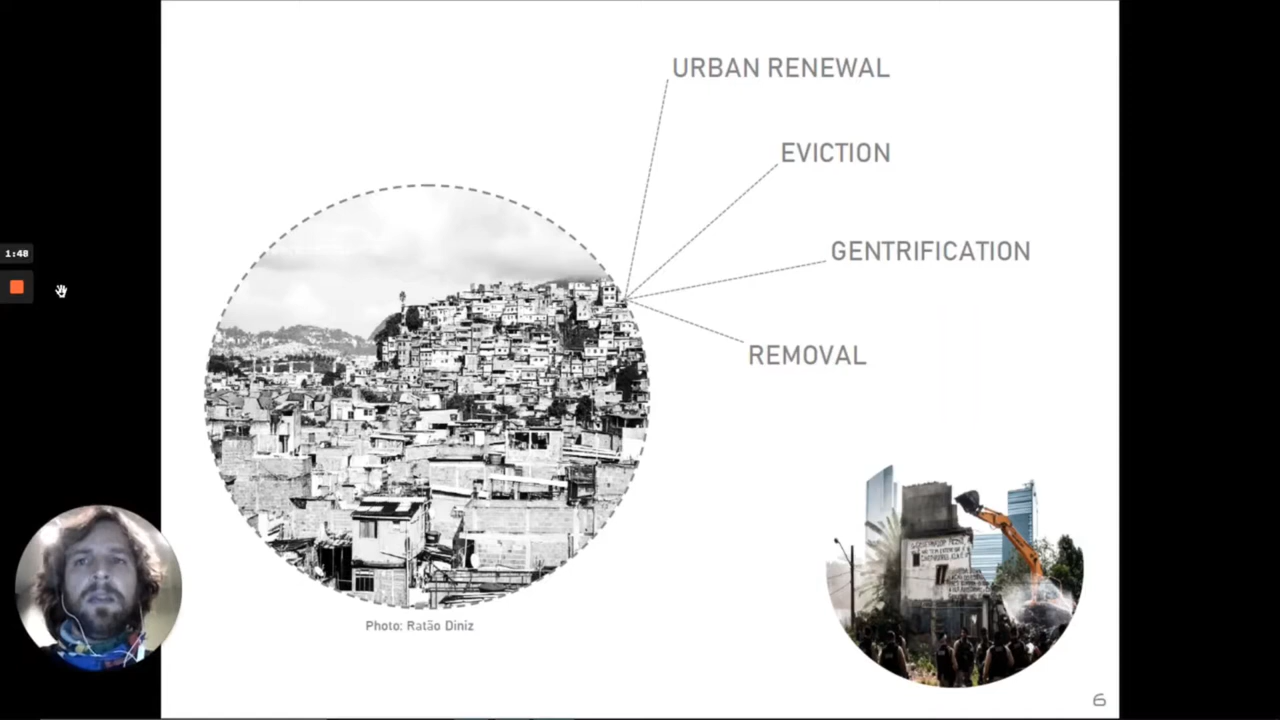 URBAN RENEWAL
EVICTION
GENTRIFICATION
1:48
REMOVAL
Photo: Ratão Diniz
6